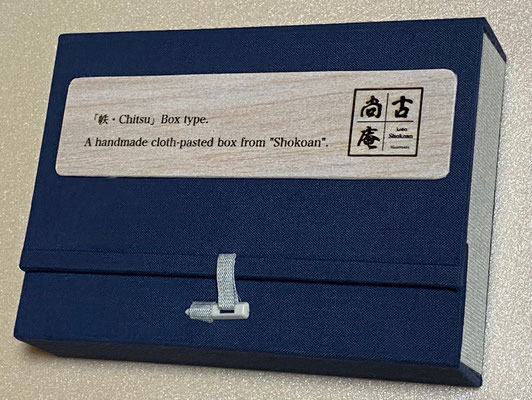 「帙・Chitsu」Box type.
A handmade cloth-pasted box from "Shokoan".
尚古庵
Shokoan